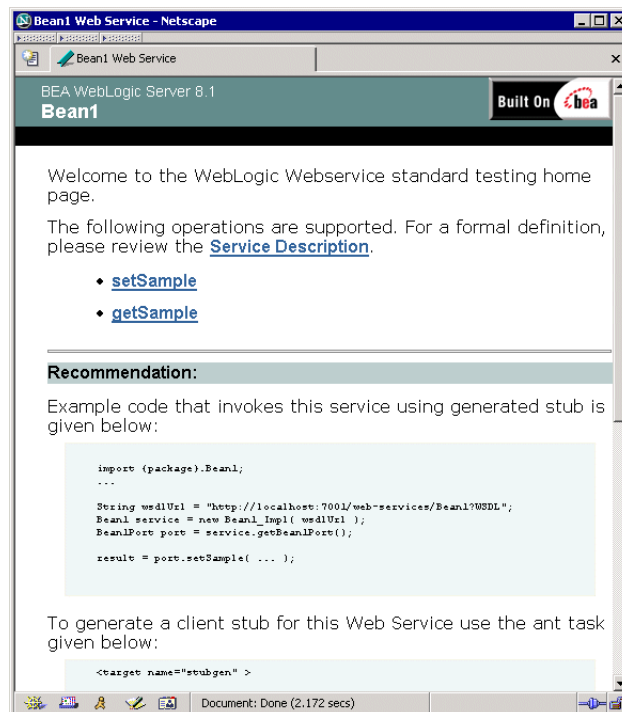 Bean1 Web Service - Netscape
Bean1 Web Service
BEA WebLogic Server 8.1
Bean1
Built On bea
Welcome to the WebLogic Webservice standard testing home
page.
The following operations are supported. For a formal definition,
please review the Service Description.
• setSample
• getSample
Recommendation:
Example code that invokes this service using generated stub is
given below:
import {package}.Bean1;
...
String wsdlUrl = "http://localhost:7001/web-services/Bean1?WSDL";
Bean1 service = new Bean1_Impl( wsdlUrl );
Bean1Port port = service.getBean1Port();
result = port.setSample( ... );
To generate a client stub for this Web Service use the ant task
given below:
<target name="stubgen" >
Document: Done (2.172 secs)